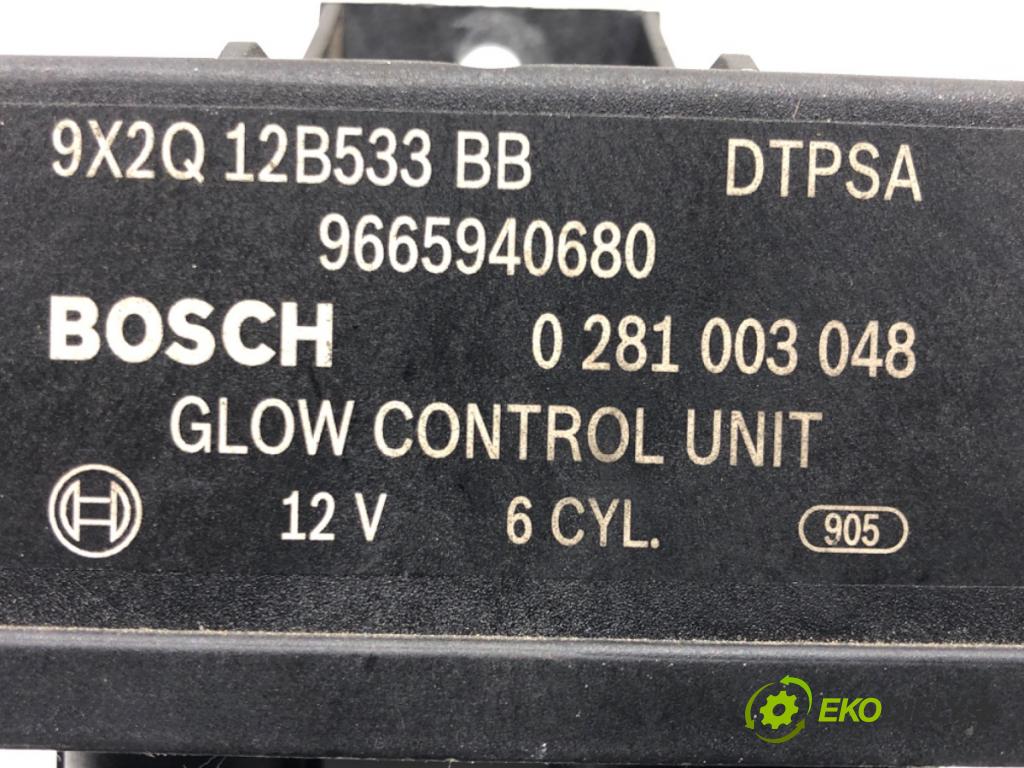 9X2Q 12B533 BB DTPSA
9665940680
BOSCH 0 281 003 048
GLOW CONTROL UNIT
12 V 6 CYL. 905
EKO